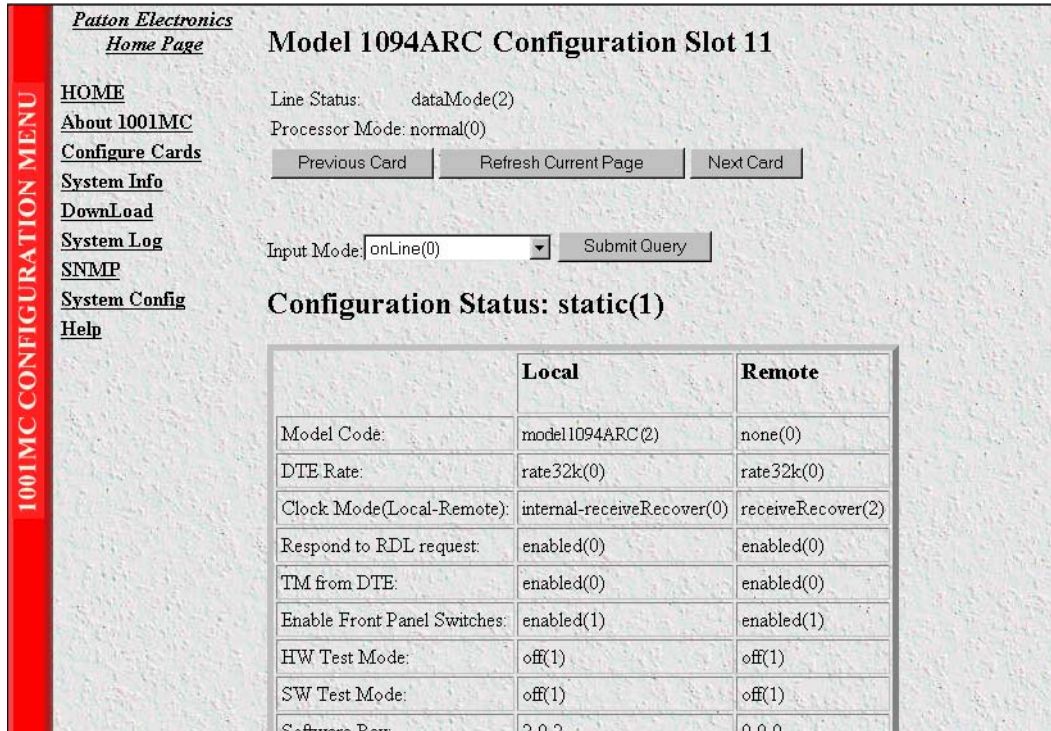 1001MC CONFIGURATION MENU
Patton Electronics
Home Page
HOME
About 1001MC
Configure Cards
System Info
DownLoad
System Log
SNMP
System Config
Help
Model 1094ARC Configuration Slot 11
Line Status: dataMode(2)
Processor Mode: normal(0)
Previous Card Refresh Current Page Next Card
Input Mode: onLine(0) Submit Query
Configuration Status: static(1)
Local Remote
Model Code: model1094ARC(2) none(0)
DTE Rate: rate32k(0) rate32k(0)
Clock Mode(Local-Remote): internal-receiveRecover(0) receiveRecover(2)
Respond to RDL request: enabled(0) enabled(0)
TM from DTE: enabled(0) enabled(0)
Enable Front Panel Switches: enabled(1) enabled(1)
HW Test Mode: off(1) off(1)
SW Test Mode: off(1) off(1)
Software Rev